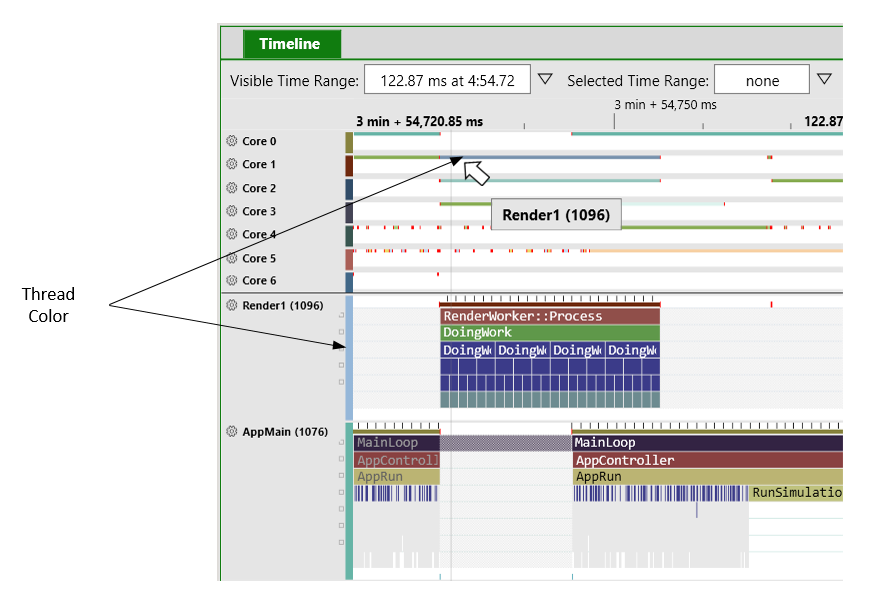 Timeline
Visible Time Range: 122.87 ms at 4:54.72 Selected Time Range: none
3 min + 54,750 ms
3 min + 54,720.85 ms 122.87
Core 0
Core 1
Core 2
Core 3
Render1 (1096)
Core 4
Core 5
Core 6
Thread
Color
Render1 (1096)
RenderWorker::Process
DoingWork
DoingW DoingW DoingW DoingW
AppMain (1076)
MainLoop MainLoop
AppControll AppController
AppRun AppRun
RunSimulatio